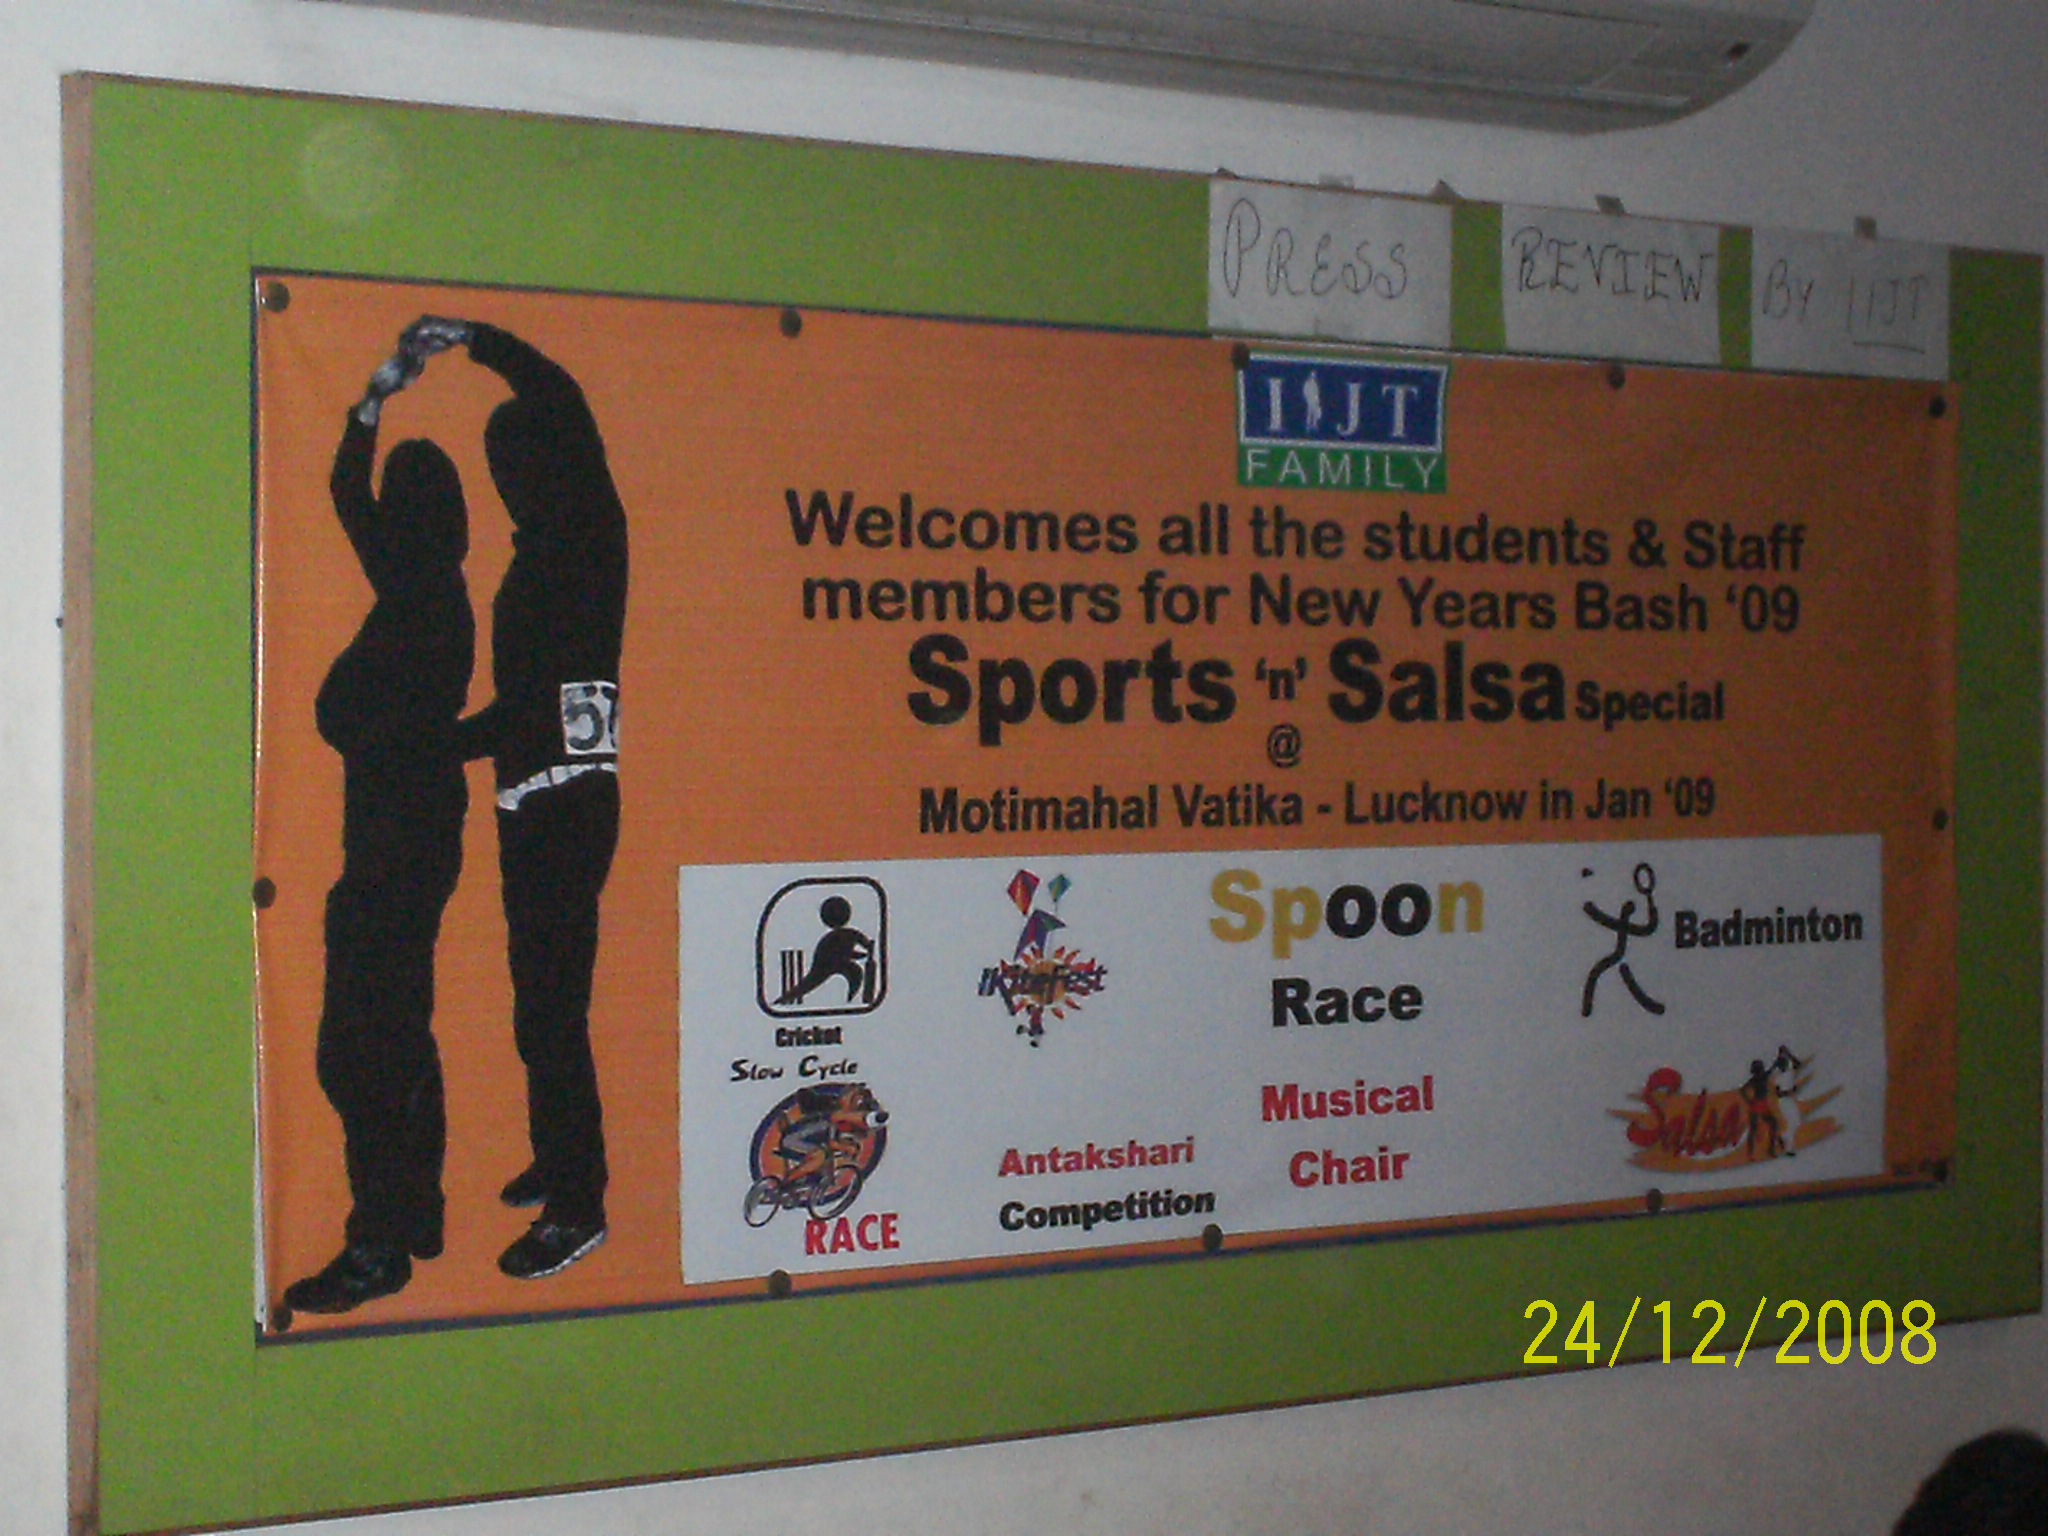 PRESS REVIEW BY IIJT
IIJT
FAMILY
Welcomes all the students & Staff
members for New Years Bash ‘09
Sports ‘n’ Salsa Special
@
Motimahal Vatika - Lucknow in Jan ‘09
Cricket
KiteFest
Spoon
Race
Badminton
Slow Cycle
RACE
Antakshari
Competition
Musical
Chair
Salsa
24/12/2008